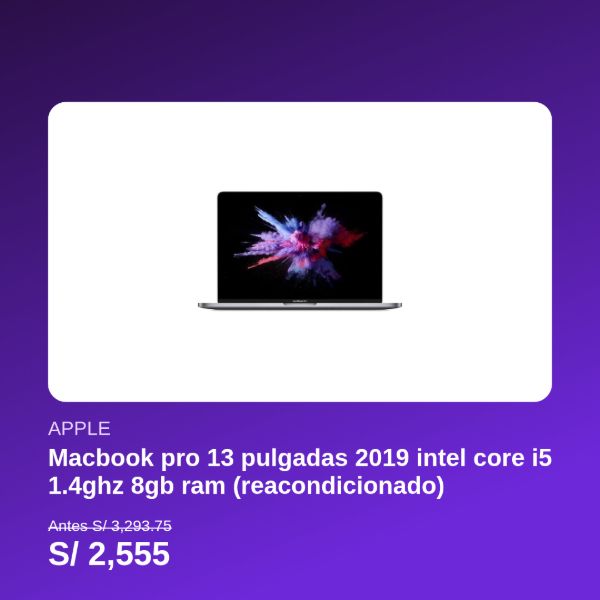 APPLE
Macbook pro 13 pulgadas 2019 intel core i5
1.4ghz 8gb ram (reacondicionado)
Antes S/ 3,293.75
S/ 2,555